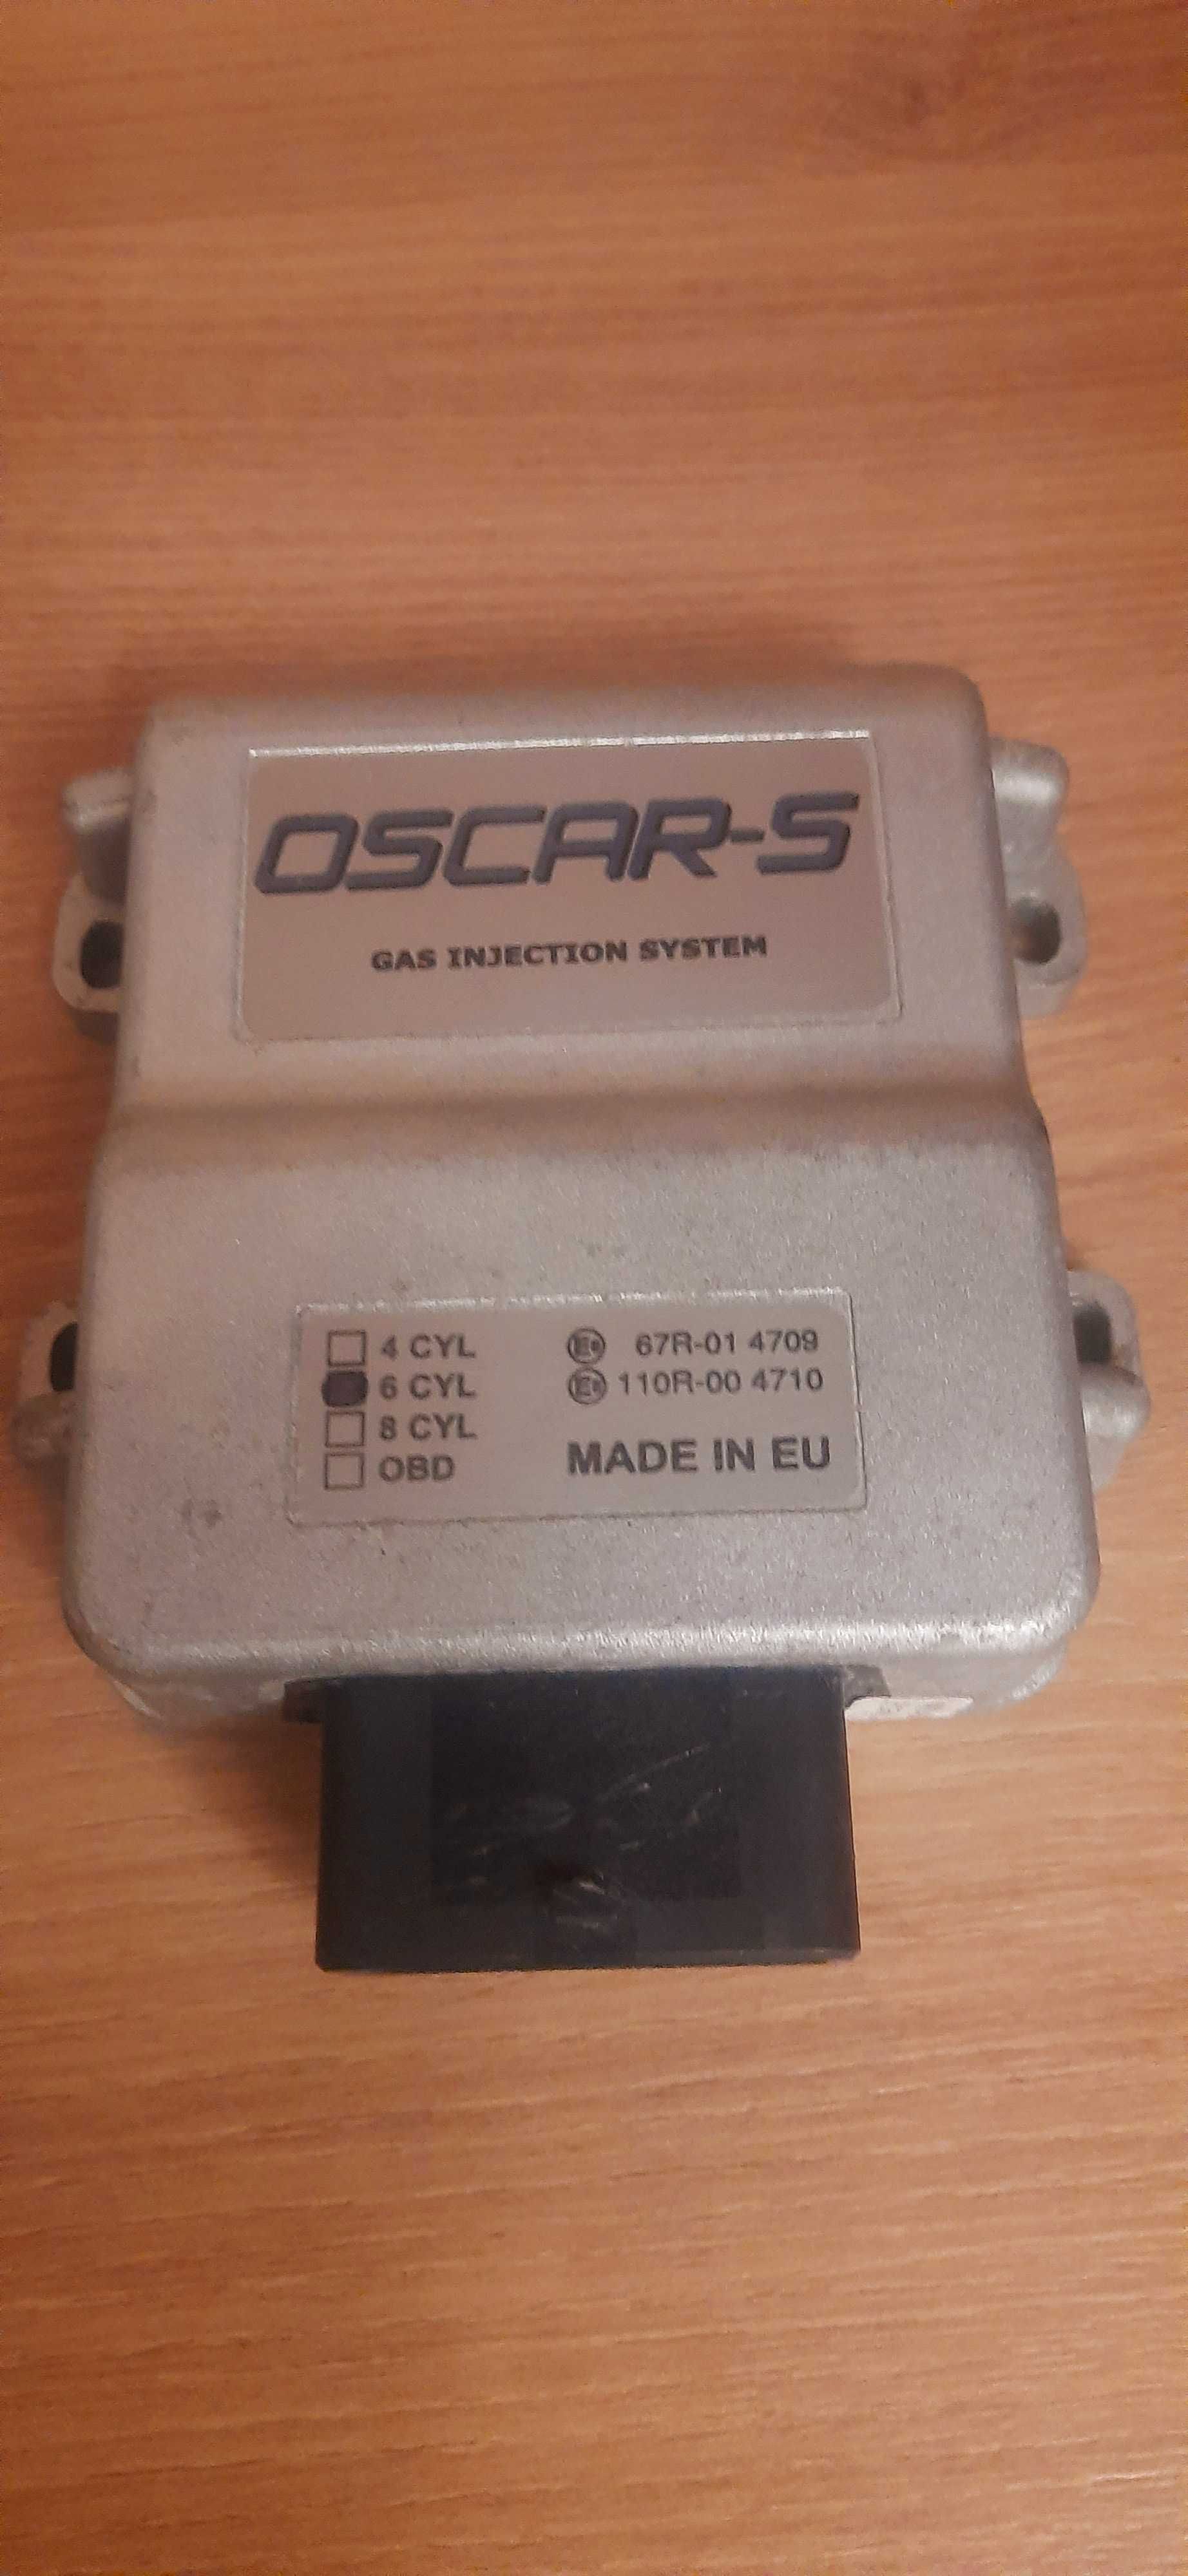 OSCAR-S
GAS INJECTION SYSTEM
4 CYL
6 CYL
8 CYL
OBD
67R-01 4709
110R-00 4710
MADE IN EU